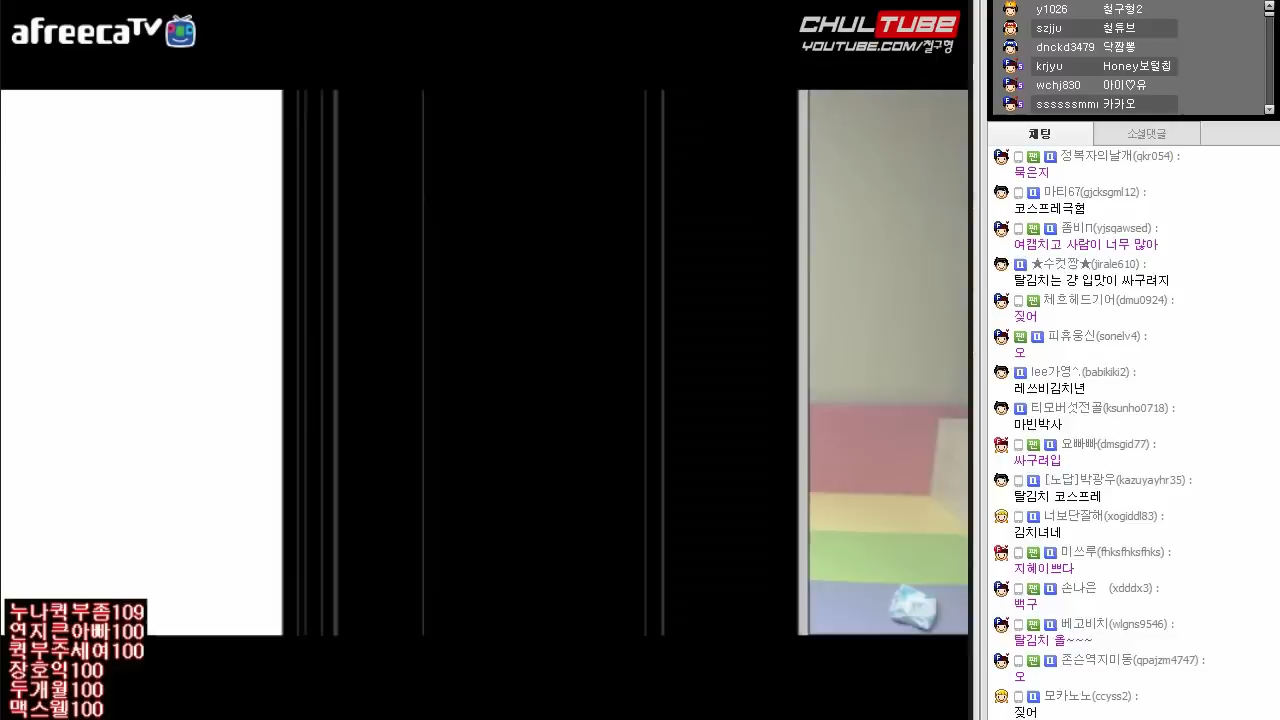 afreecaTV
CHULTUBE
YOUTUBE.COM/철구형
y1026 철구형2
szjju 철튜브
dnckd3479 닥짬뽕
krjyu Honey보털칩
wchj830 아이♡유
ssssssmm 카카오
채팅 소셜댓글
정복자의날개(qkr054) :
묵은지
마티67(gjcksgml12) :
코스프레극혐
좀비п(yjsqawsed) :
여캠치고 사람이 너무 많아
★수컷짱★(jirale610) :
탈김치는 걍 입맛이 싸구려지
체흐헤드기어(dmu0924) :
짖어
피휴웅신(sonelv4) :
오
lee가영^.(babikiki2) :
레쓰비김치년
티모버섯전골(ksunho0718) :
마빈박사
요빠빠(dmsgid77) :
싸구려입
[노답]박광우(kazuyayhr35) :
탈김치 코스프레
너보단잘해(xogiddl83) :
김치녀네
미쓰루(fhksfhksfhks) :
지혜이쁘다
손나은 (xdddx3) :
백구
베고비치(wlgns9546) :
탈김치 올~~~
존슨역지미동(qpajzm4747) :
오
모카노노(ccyss2) :
짖어
누나퀵부좀109
연지큰아빠100
퀵부주세여100
장호익100
두개월100
맥스웰100